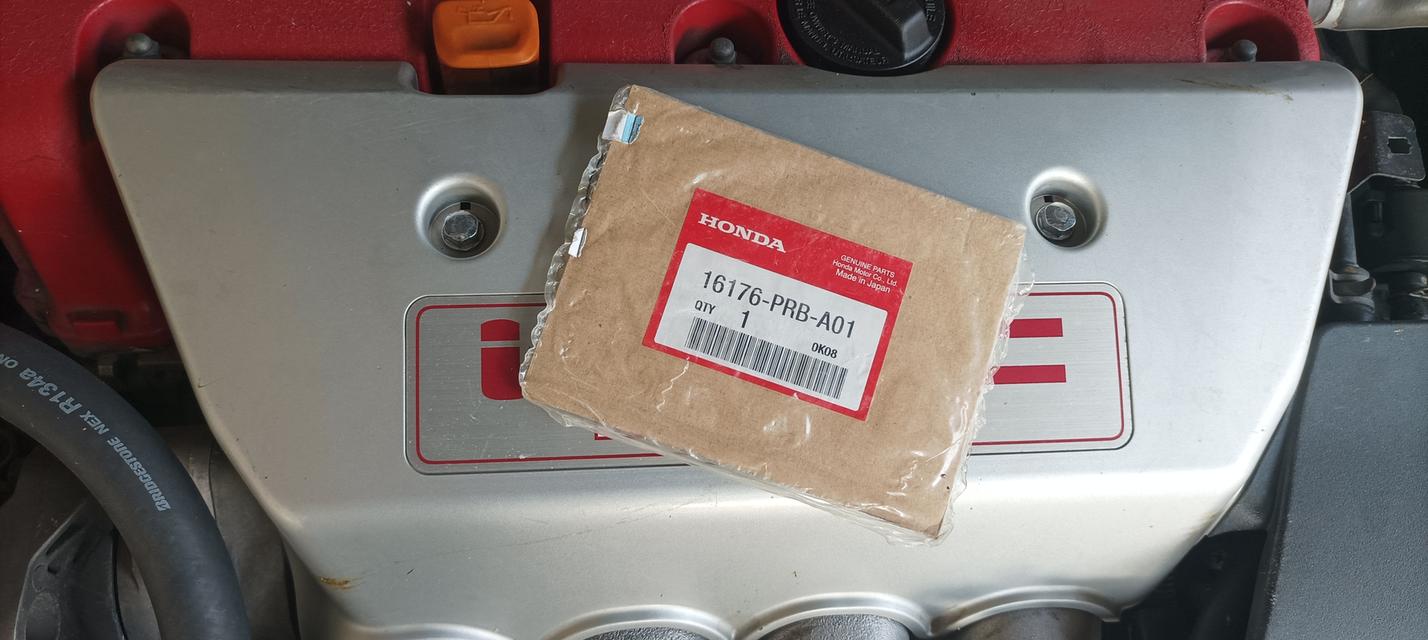 HONDA
GENUINE PARTS
Honda Motor Co., Ltd.
Made in Japan
16176-PRB-A01
QTY 1
0K08
BRIDGESTONE NEX R134a ON